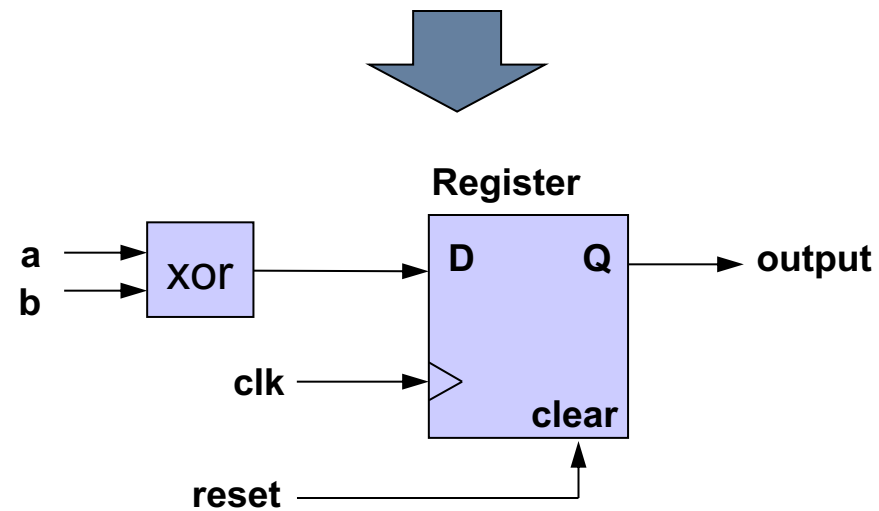 Register
a
b
xor
D
Q
output
clk
clear
reset